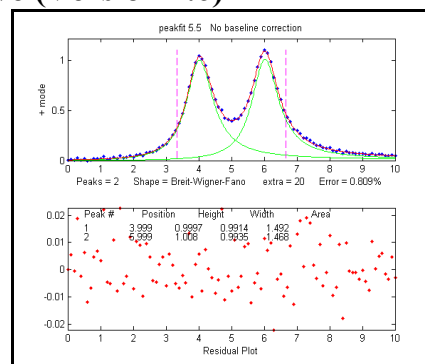 peakfit 5.5 No baseline correction
+ mode
1
0.5
0
0 1 2 3 4 5 6 7 8 9 10
Peaks = 2 Shape = Breit-Wigner-Fano extra = 20 Error = 0.809%
0.02
0.01
0
-0.01
-0.02
Peak # Position Height Width Area
1 3.999 0.9997 0.9914 1.492
2 5.999 1.008 0.9935 1.468
0 1 2 3 4 5 6 7 8 9 10
Residual Plot